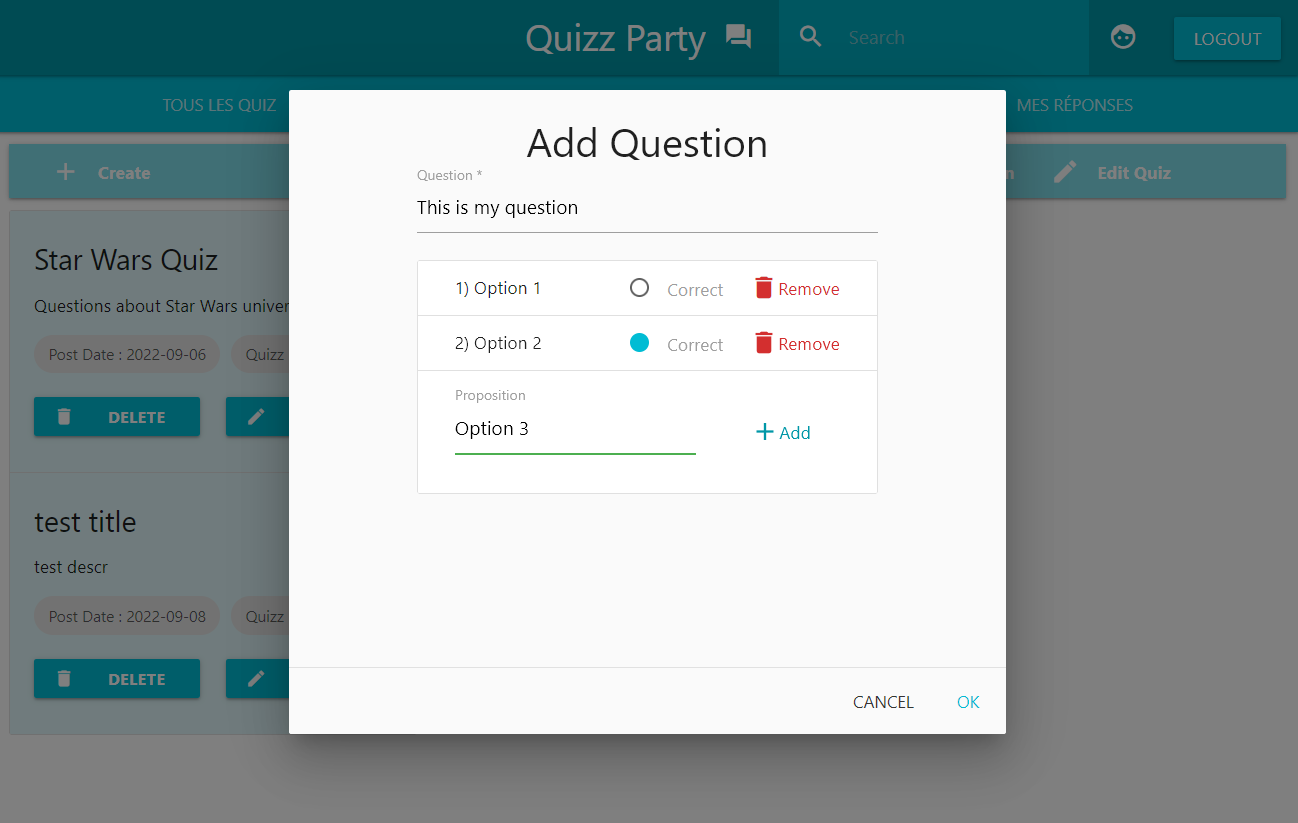 Quizz Party
Search
LOGOUT
TOUS LES QUIZ
MES RÉPONSES
Create
Edit Quiz
Star Wars Quiz
Questions about Star Wars
Post Date : 2022-09-06
Quizz
DELETE
test title
test descr
Post Date : 2022-09-08
Quizz
DELETE
Add Question
Question *
This is my question
1) Option 1
Correct
Remove
2) Option 2
Correct
Remove
Proposition
Option 3
Add
CANCEL
OK